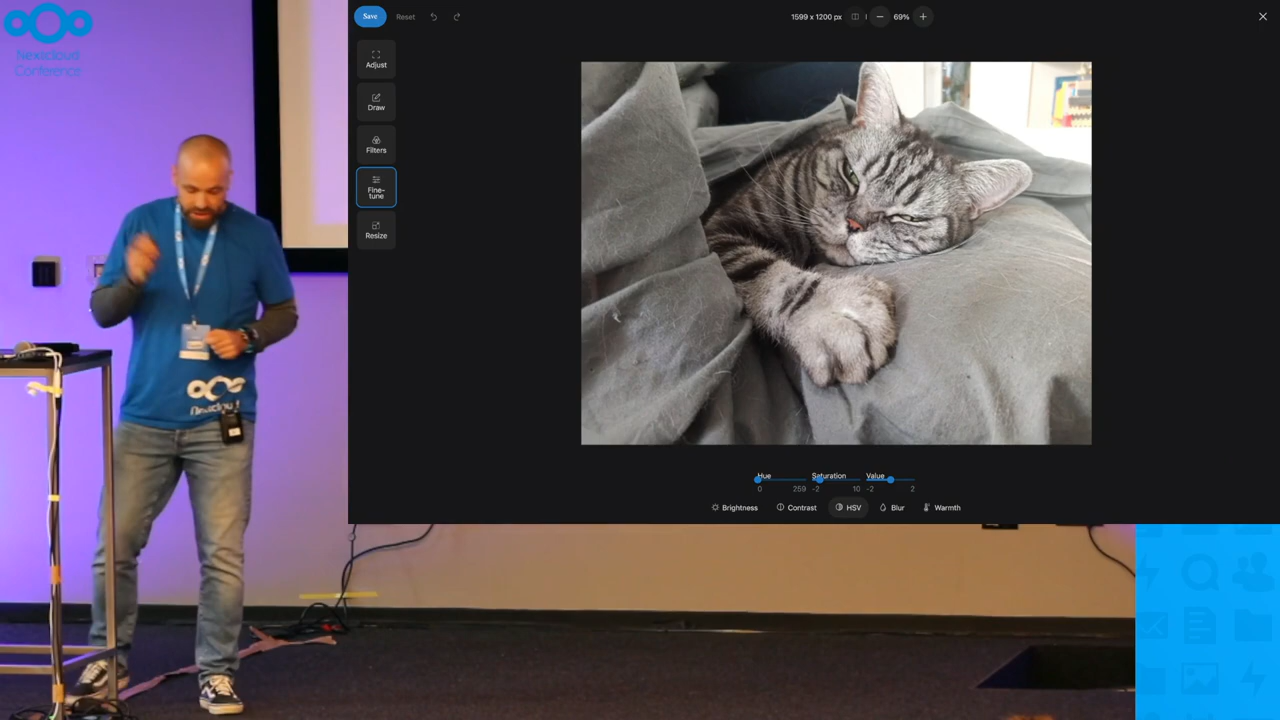 Nextcloud
Conference
Save
Reset
1599 x 1200 px
69%
Adjust
Draw
Filters
Fine-
tune
Resize
Hue
Saturation
Value
0
259
-2
10
-2
2
Brightness
Contrast
HSV
Blur
Warmth
Nextcloud